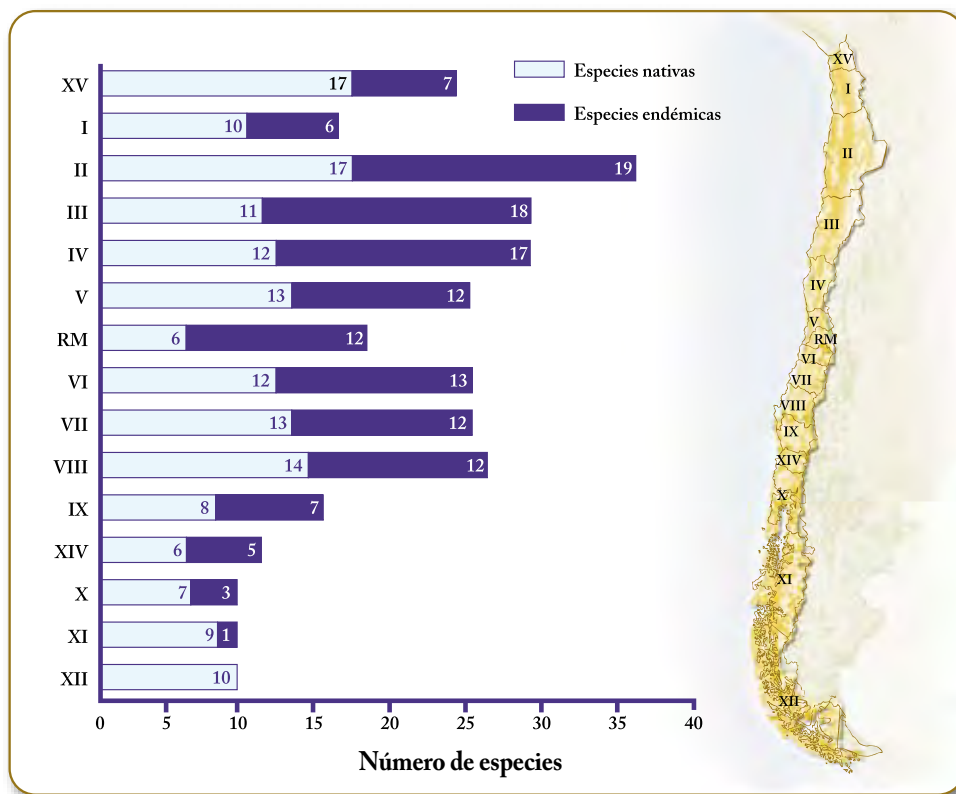 Especies nativas
Especies endémicas
XV 17 7
I 10 6
II 17 19
III 11 18
IV 12 17
V 13 12
RM 6 12
VI 12 13
VII 13 12
VIII 14 12
IX 8 7
XIV 6 5
X 7 3
XI 9 1
XII 10
0 5 10 15 20 25 30 35 40
Número de especies
XV
I
II
III
IV
V
RM
VI
VII
VIII
IX
XIV
X
XI
XII